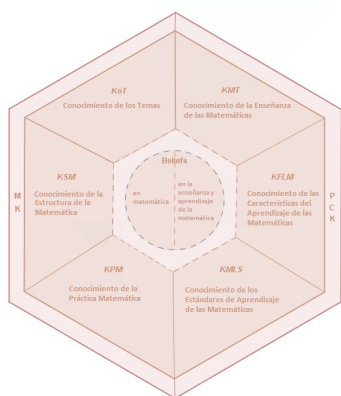 KoT
Conocimiento de los Temas
KMT
Conocimiento de la Enseñanza
de las Matemáticas
Beliefs
en
matemática
en la
enseñanza y
aprendizaje
de la
matemática
M
K
KSM
Conocimiento de la
Estructura de la
Matemática
KFLM
Conocimiento de las
Características del
Aprendizaje de las
Matemáticas
P
C
K
KPM
Conocimiento de la
Práctica Matemática
KMLS
Conocimiento de los
Estándares de Aprendizaje
de las Matemáticas